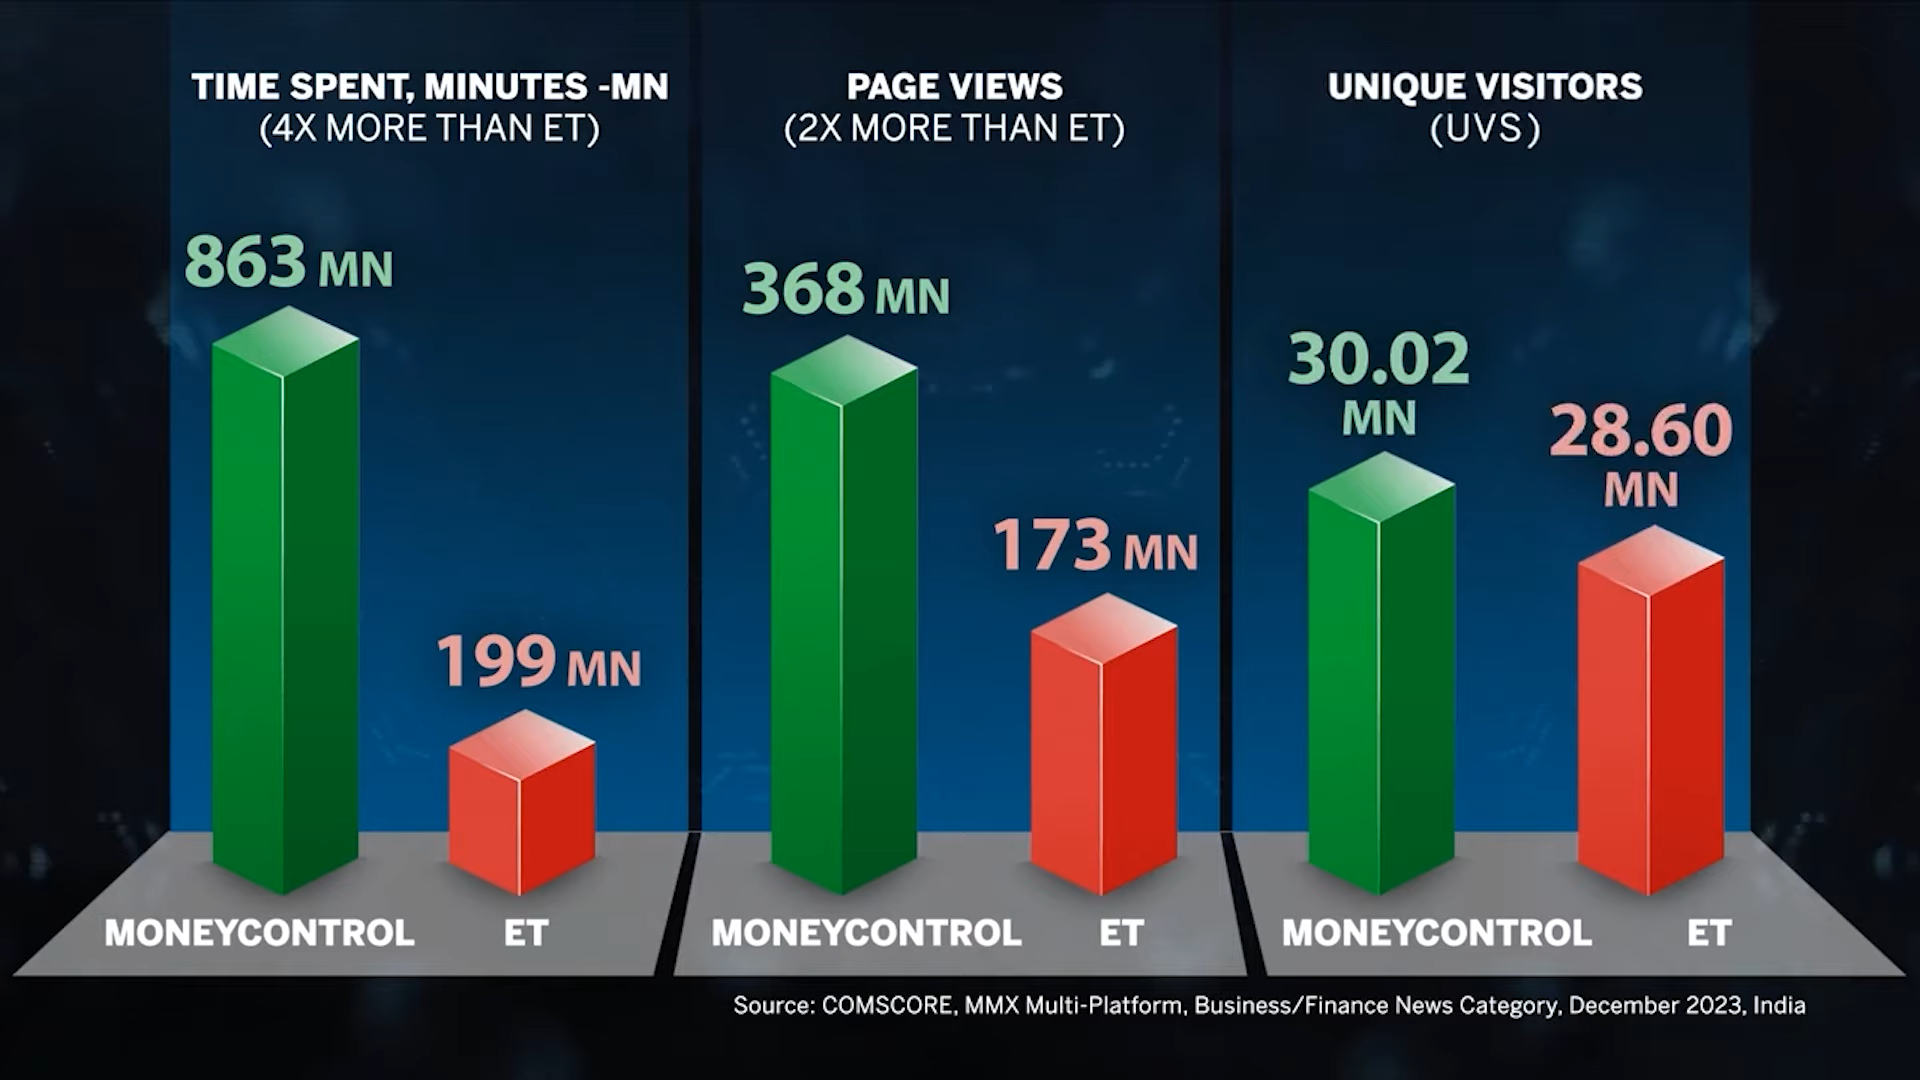 TIME SPENT, MINUTES -MN
(4X MORE THAN ET)
863 MN
199 MN
MONEYCONTROL
ET
PAGE VIEWS
(2X MORE THAN ET)
368 MN
173 MN
MONEYCONTROL
ET
UNIQUE VISITORS
(UVS)
30.02
MN
28.60
MN
MONEYCONTROL
ET
Source: COMSCORE, MMX Multi-Platform, Business/Finance News Category, December 2023, India